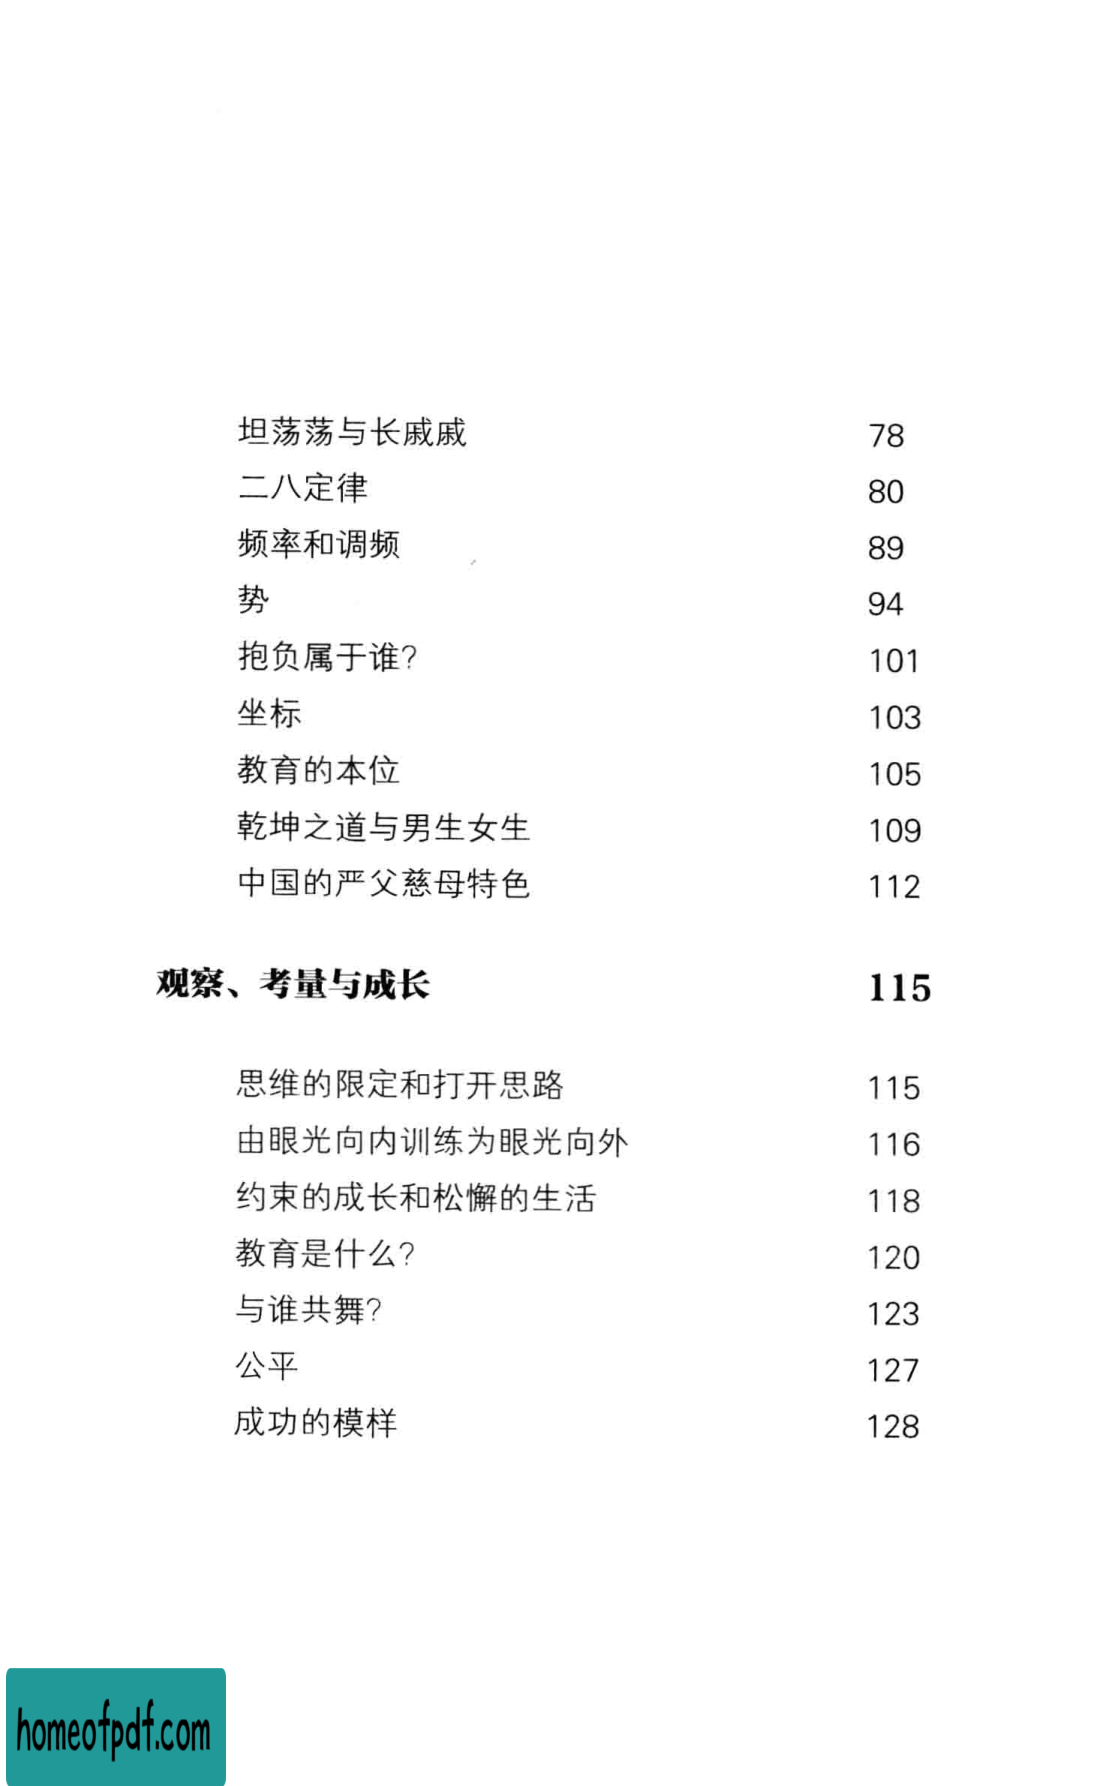 坦荡荡与长戚戚 78
二八定律 80
频率和调频 89
势 94
抱负属于谁? 101
坐标 103
教育的本位 105
乾坤之道与男生女生 109
中国的严父慈母特色 112
观察、考量与成长 115
思维的限定和打开思路 115
由眼光向内训练为眼光向外 116
约束的成长和松懈的生活 118
教育是什么? 120
与谁共舞? 123
公平 127
成功的模样 128
homeofpdf.com